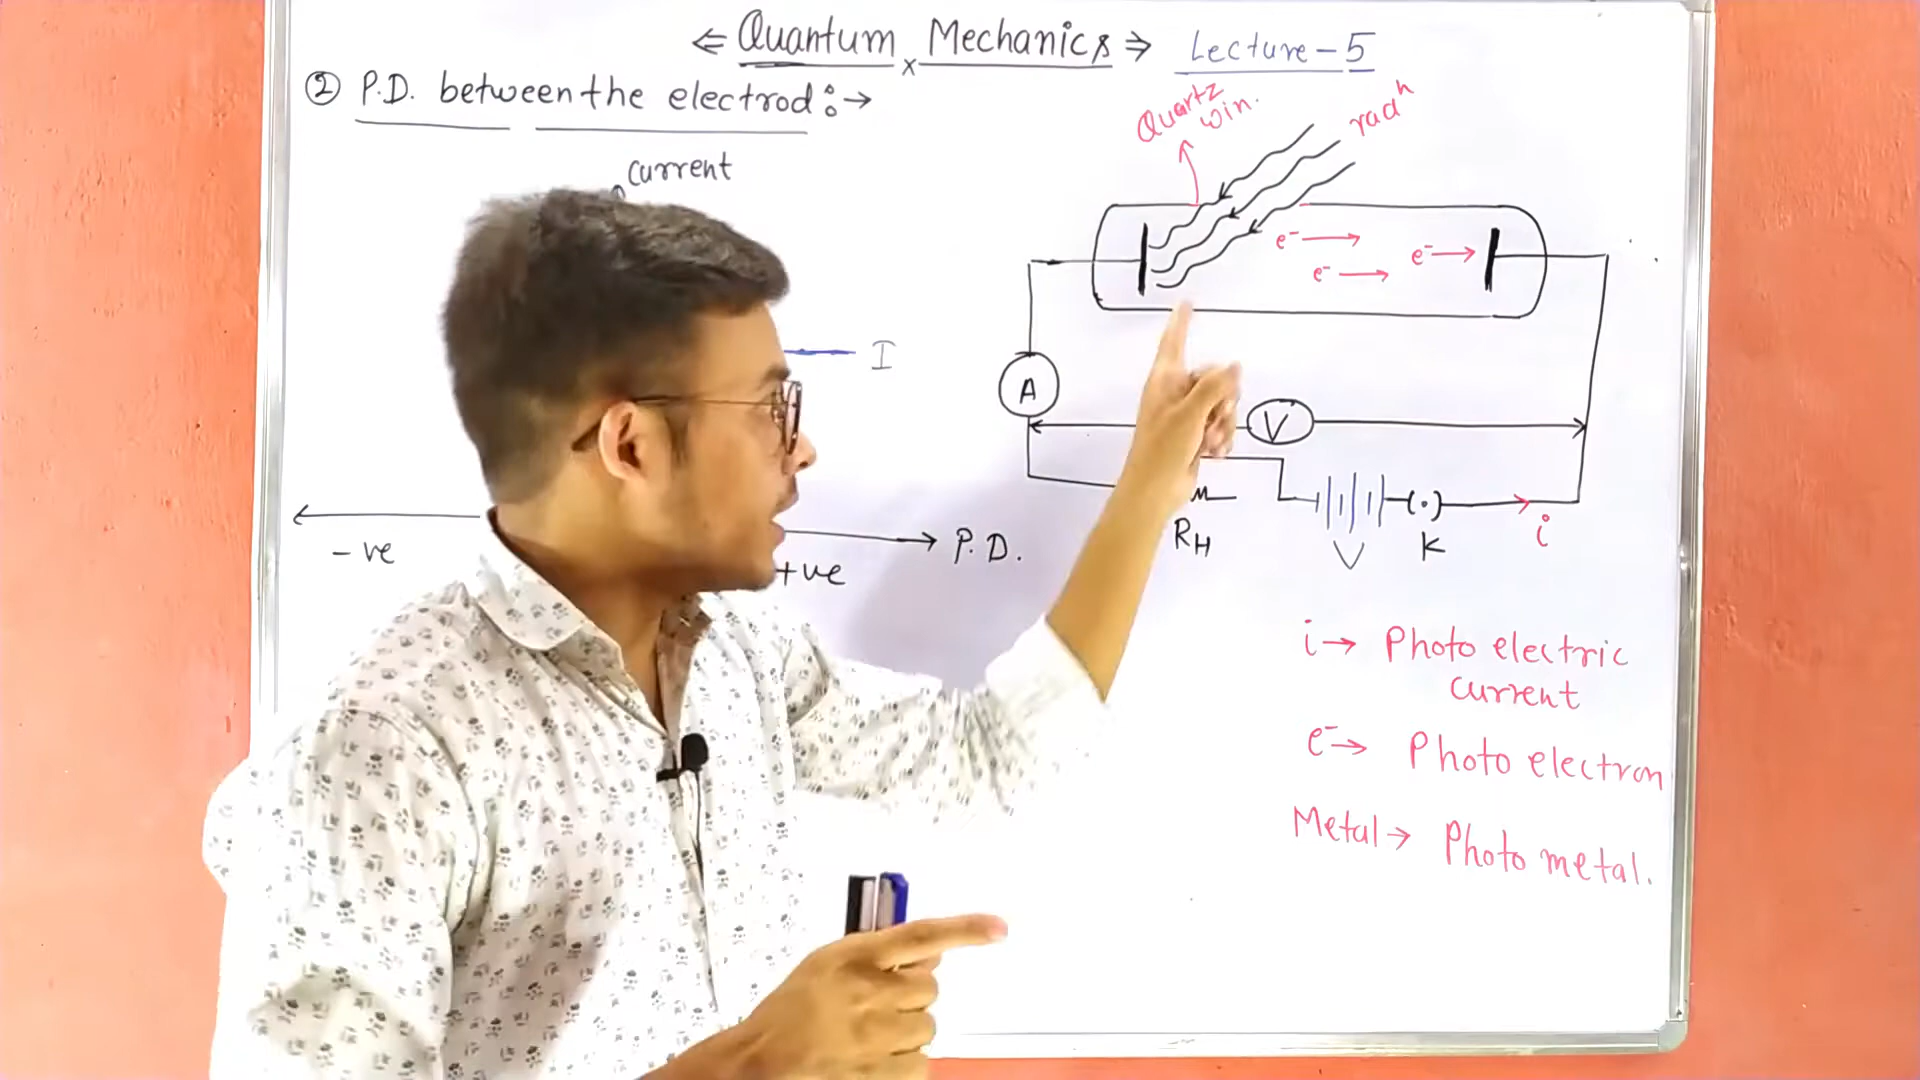 ⇐ Quantum Mechanics ⇒ Lecture-5
② P.D. between the electrod:→
current
I
-ve
+ve
P.D.
Quartz
win.
radⁿ
e⁻ →
e⁻ →
e⁻ →
A
V
RH
V
K
i
i → Photo electric
current
e⁻ → Photo electron
Metal → Photo metal.